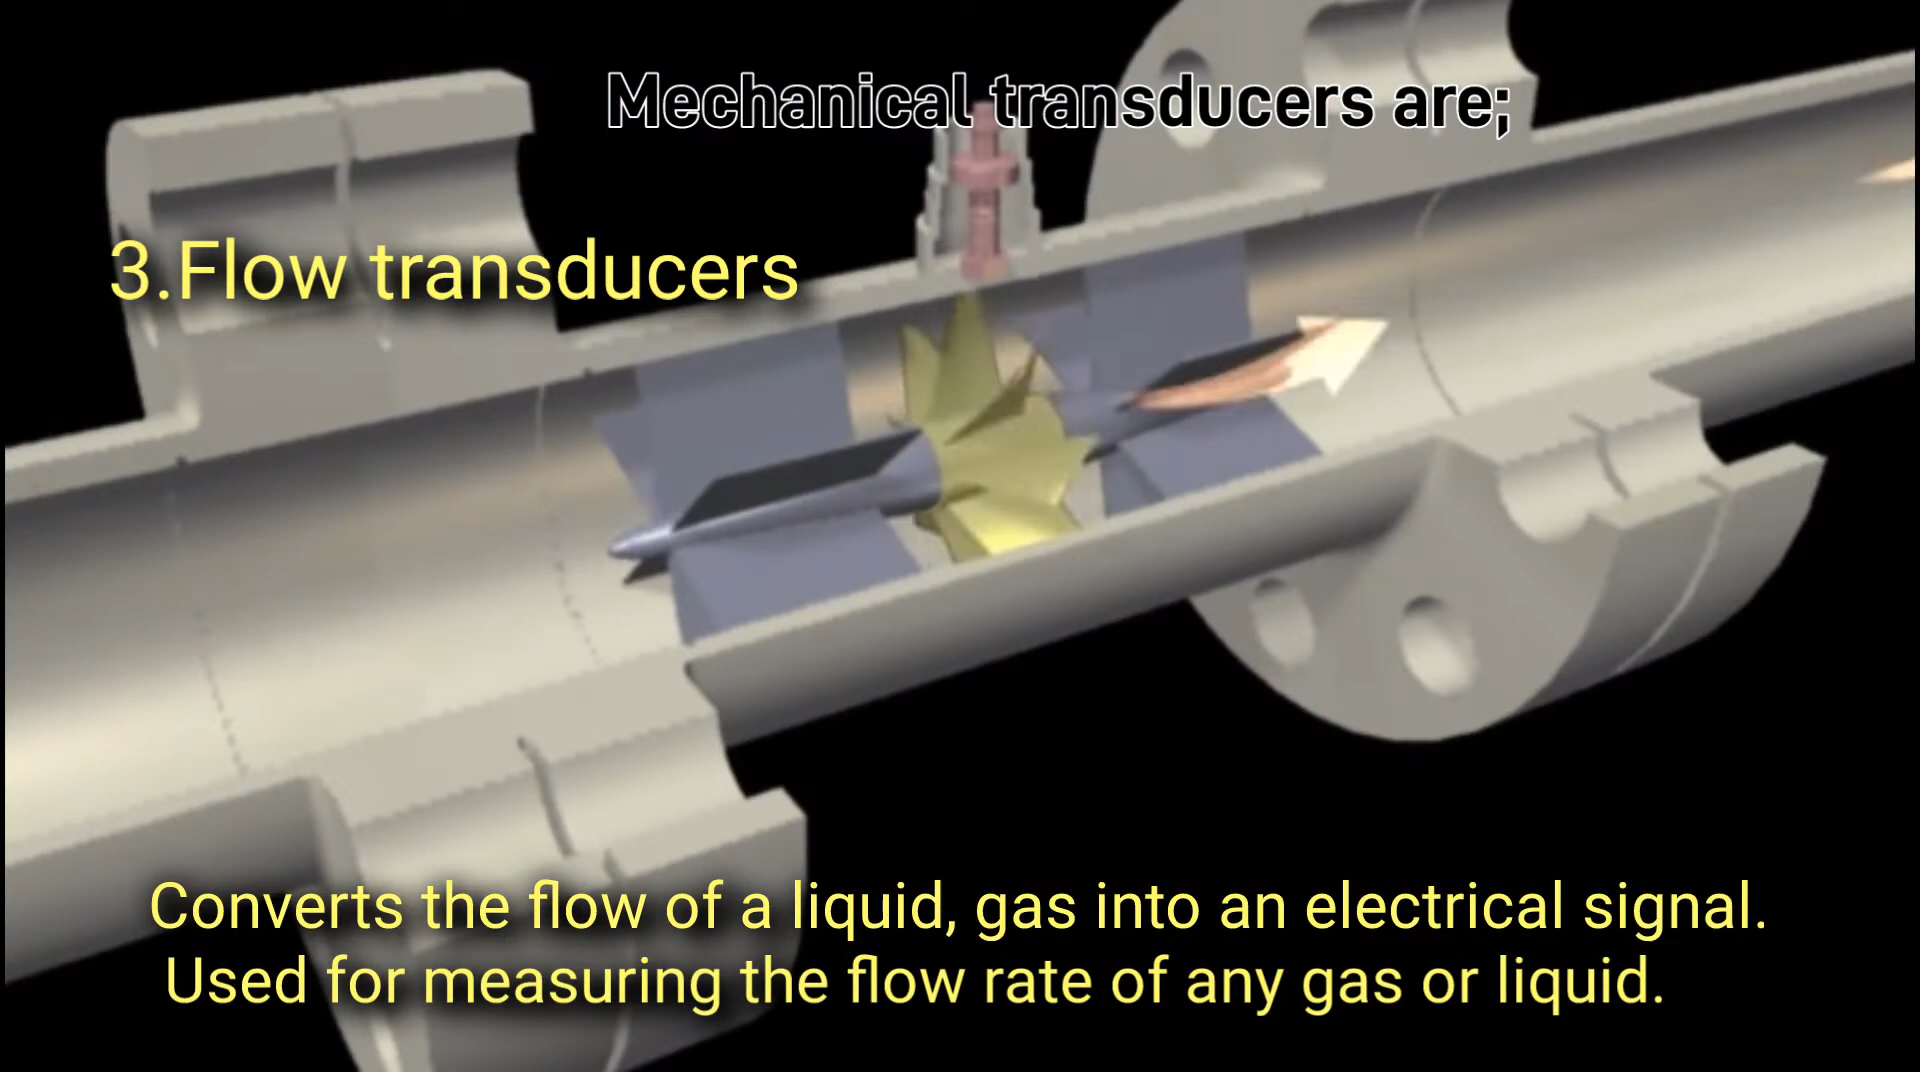 Mechanical transducers are;
3.Flow transducers
Converts the flow of a liquid, gas into an electrical signal.
Used for measuring the flow rate of any gas or liquid.